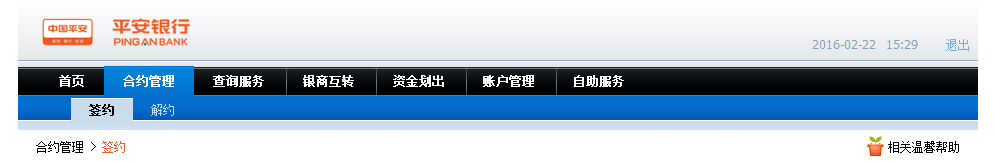 中国平安
平安银行
PING AN BANK
2016-02-22 15:29 退出
首页 合约管理 查询服务 银商互转 资金划出 账户管理 自助服务
签约 解约
合约管理 > 签约 相关温馨帮助